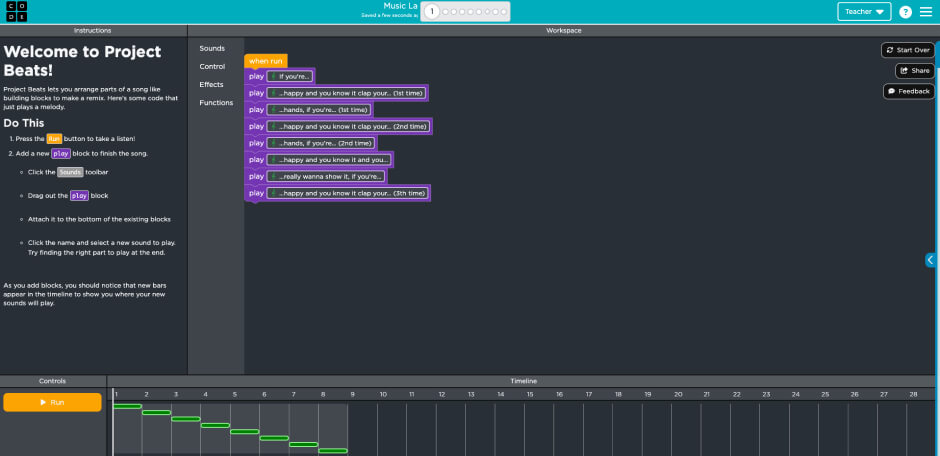 C O
D E
Music La
Saved a few seconds a
1
Teacher
?
Instructions
Workspace
Welcome to Project
Beats!
Project Beats lets you arrange parts of a song like
building blocks to make a remix. Here's some code that
just plays a melody.
Do This
1. Press the Run button to take a listen!
2. Add a new play block to finish the song.
Click the Sounds toolbar
Drag out the play block
Attach it to the bottom of the existing blocks
Click the name and select a new sound to play.
Try finding the right part to play at the end.
As you add blocks, you should notice that new bars
appear in the timeline to show you where your new
sounds will play.
Sounds
Control
Effects
Functions
when run
play If you're...
play ...happy and you know it clap your... (1st time)
play ...hands, if you're... (1st time)
play ...happy and you know it clap your... (2nd time)
play ...hands, if you're... (2nd time)
play ...happy and you know it and you...
play ...really wanna show it, if you're...
play ...happy and you know it clap your... (3th time)
Start Over
Share
Feedback
Controls
Timeline
Run
1 2 3 4 5 6 7 8 9 10 11 12 13 14 15 16 17 18 19 20 21 22 23 24 25 26 27 28